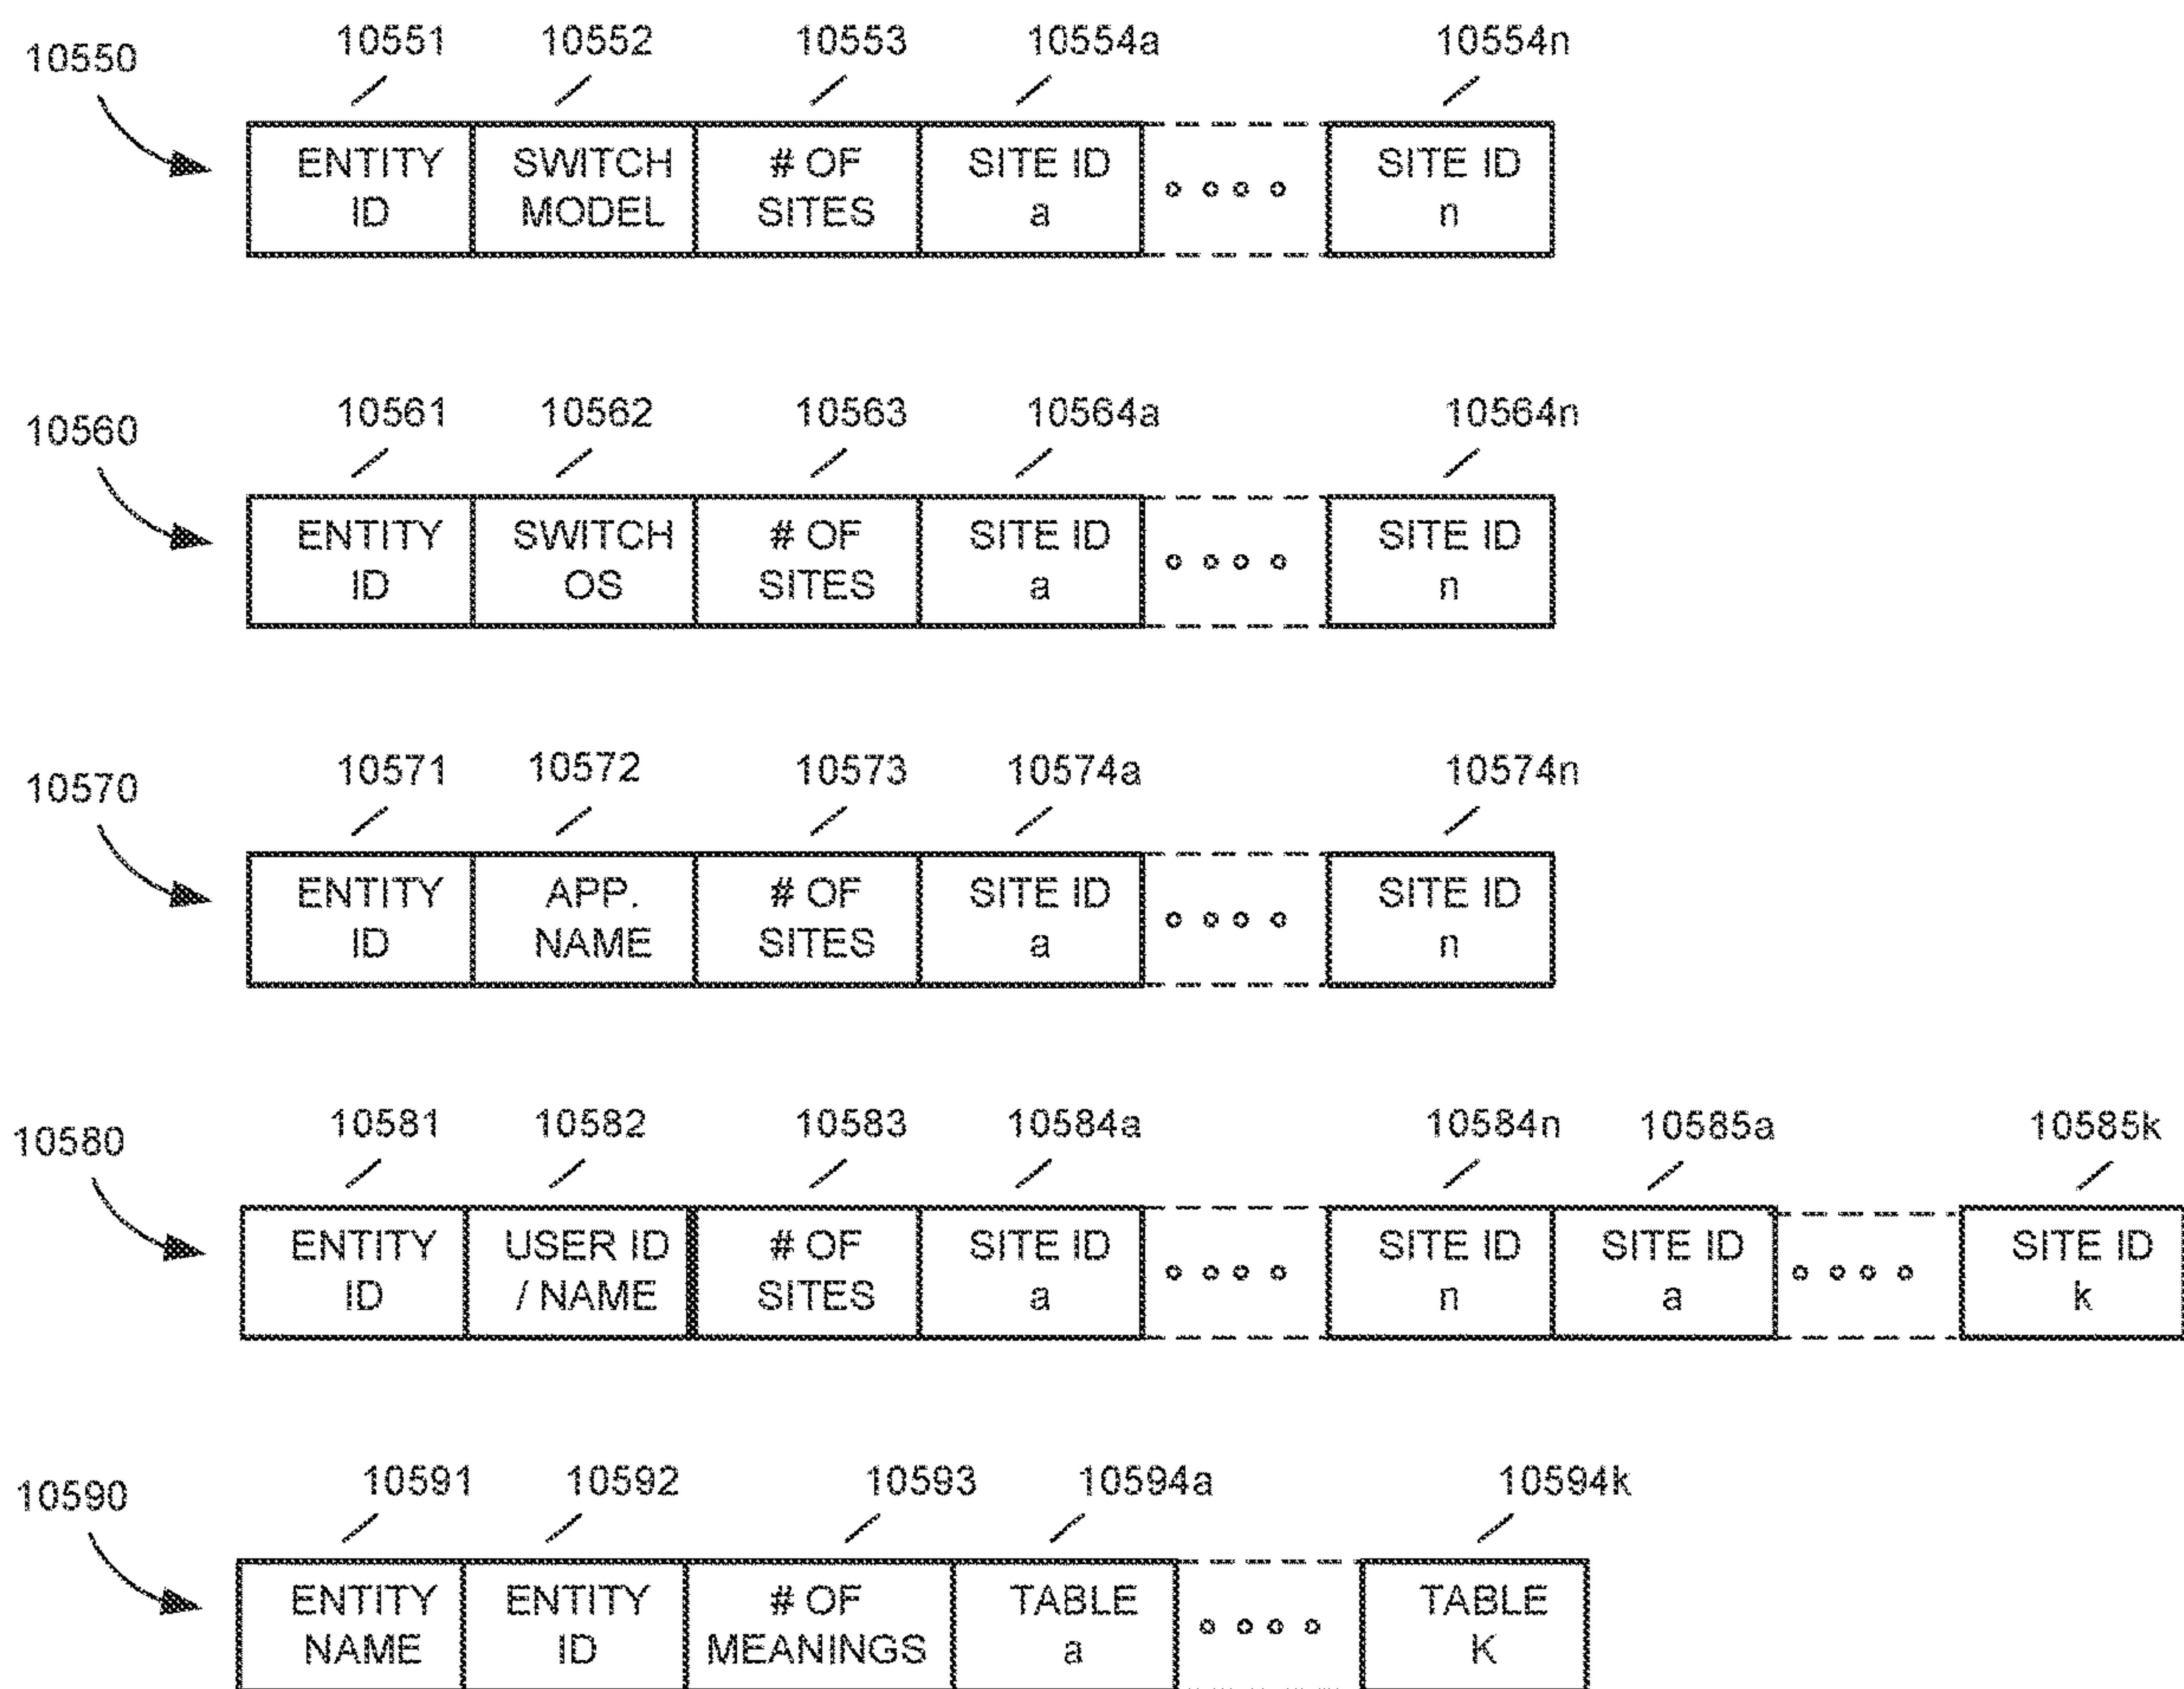 10550
10551 10552 10553 10554a 10554n
ENTITY SWITCH # OF SITE ID SITE ID
ID MODEL SITES a n
10560
10561 10562 10563 10564a 10564n
ENTITY SWITCH # OF SITE ID SITE ID
ID OS SITES a n
10570
10571 10572 10573 10574a 10574n
ENTITY APP. # OF SITE ID SITE ID
ID NAME SITES a n
10580
10581 10582 10583 10584a 10584n 10585a 10585k
ENTITY USER ID # OF SITE ID SITE ID SITE ID SITE ID
ID / NAME SITES a n a k
10590
10591 10592 10593 10594a 10594k
ENTITY ENTITY # OF TABLE TABLE
NAME ID MEANINGS a K